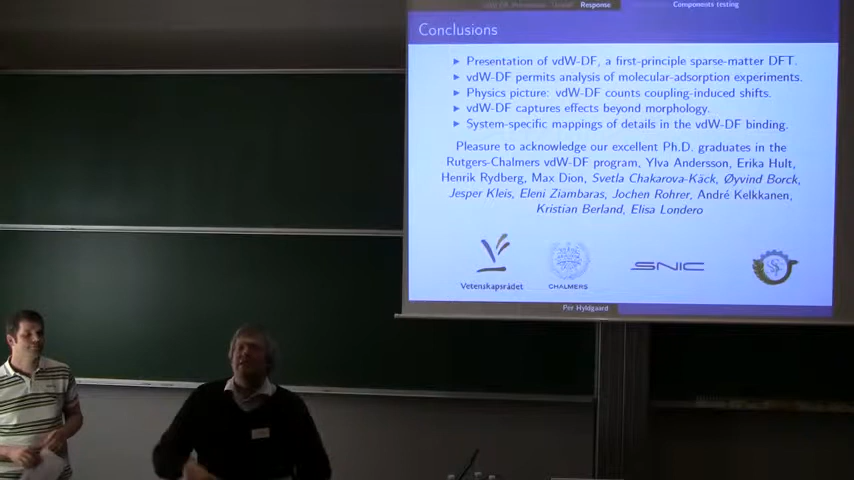 Response
Components testing
Conclusions
▶ Presentation of vdW-DF, a first-principle sparse-matter DFT.
▶ vdW-DF permits analysis of molecular-adsorption experiments.
▶ Physics picture: vdW-DF counts coupling-induced shifts.
▶ vdW-DF captures effects beyond morphology.
▶ System-specific mappings of details in the vdW-DF binding.
Pleasure to acknowledge our excellent Ph.D. graduates in the
Rutgers-Chalmers vdW-DF program, Ylva Andersson, Erika Hult,
Henrik Rydberg, Max Dion, Svetla Chakarova-Käck, Øyvind Borck,
Jesper Kleis, Eleni Ziambaras, Jochen Rohrer, André Kelkkanen,
Kristian Berland, Elisa Londero
Vetenskapsrådet
CHALMERS
SNIC
Per Hyldgaard